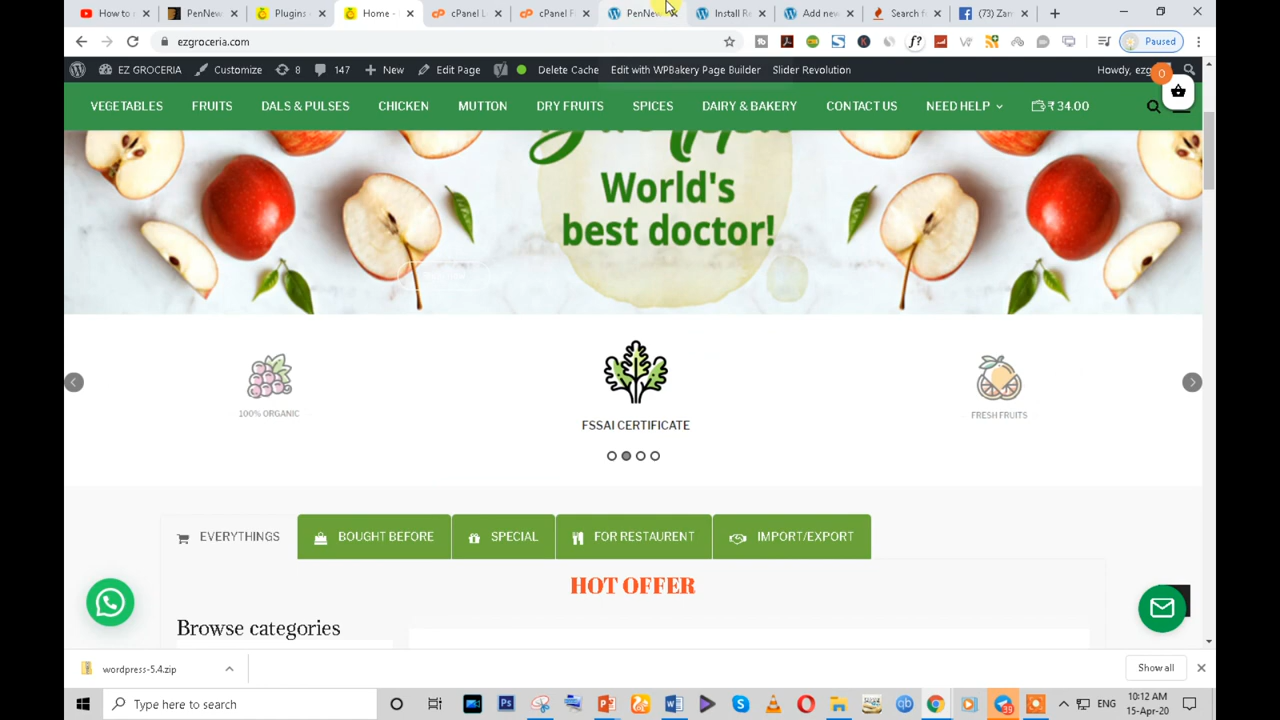 How to
PenNew
Plugins
Home -
cPanel L
cPanel F
PenNew
Install Re
Add new
Search f
(73) Zam
ezgroceria.com
Paused
EZ GROCERIA
Customize
8
147
New
Edit Page
Delete Cache
Edit with WPBakery Page Builder
Slider Revolution
Howdy, ezg
0
VEGETABLES
FRUITS
DALS & PULSES
CHICKEN
MUTTON
DRY FRUITS
SPICES
DAIRY & BAKERY
CONTACT US
NEED HELP
₹ 34.00
World's
best doctor!
100% ORGANIC
FSSAI CERTIFICATE
FRESH FRUITS
EVERYTHINGS
BOUGHT BEFORE
SPECIAL
FOR RESTAURENT
IMPORT/EXPORT
HOT OFFER
Browse categories
wordpress-5.4.zip
Show all
Type here to search
39
ENG
10:12 AM
15-Apr-20